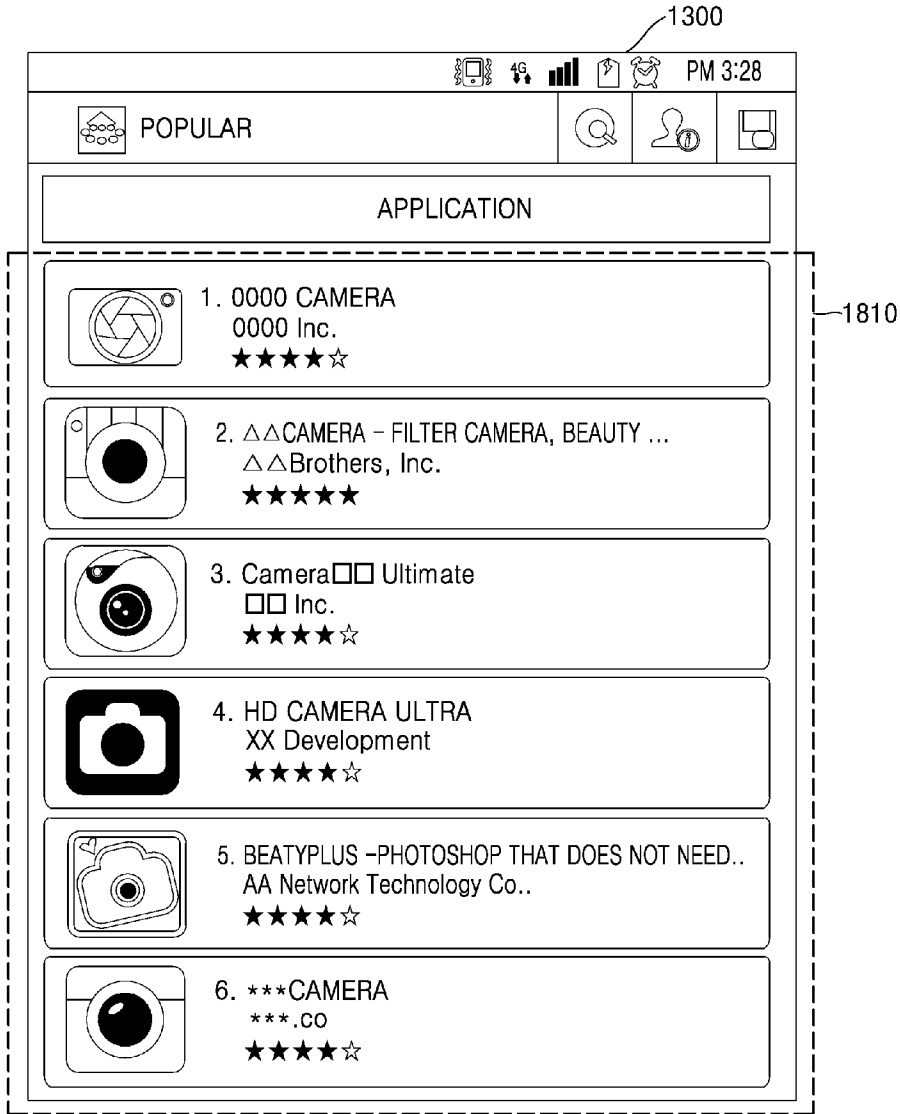 1300
4G PM 3:28
POPULAR
APPLICATION
1810
1. 0000 CAMERA
0000 Inc.
★★★★☆
2. △△CAMERA - FILTER CAMERA, BEAUTY ...
△△Brothers, Inc.
★★★★★
3. Camera□□ Ultimate
□□ Inc.
★★★★☆
4. HD CAMERA ULTRA
XX Development
★★★★☆
5. BEATYPLUS -PHOTOSHOP THAT DOES NOT NEED..
AA Network Technology Co..
★★★★☆
6. ***CAMERA
***.co
★★★★☆